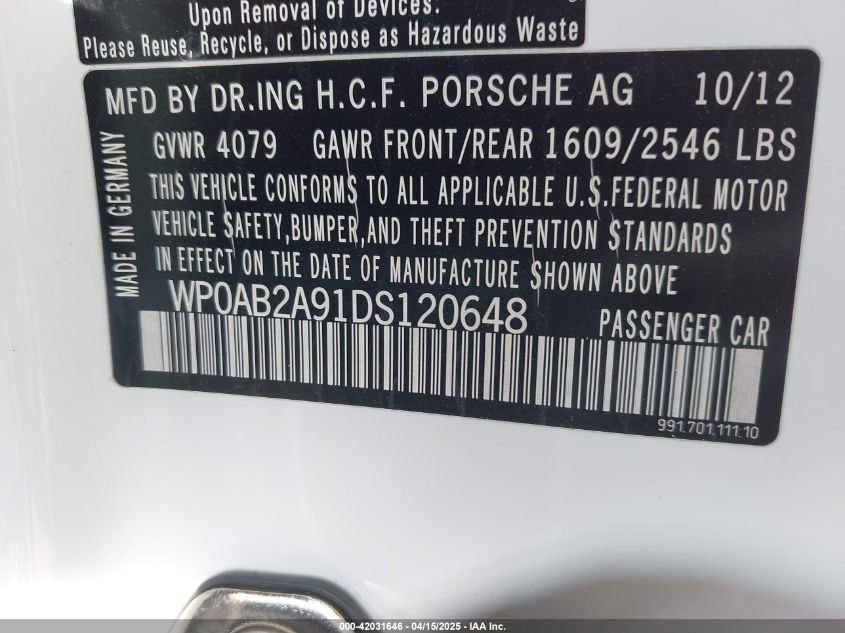 Upon Removal of Devices.
Please Reuse, Recycle, or Dispose as Hazardous Waste
MFD BY DR.ING H.C.F. PORSCHE AG 10/12
GVWR 4079 GAWR FRONT/REAR 1609/2546 LBS
THIS VEHICLE CONFORMS TO ALL APPLICABLE U.S.FEDERAL MOTOR
VEHICLE SAFETY,BUMPER,AND THEFT PREVENTION STANDARDS
IN EFFECT ON THE DATE OF MANUFACTURE SHOWN ABOVE
MADE IN GERMANY
WP0AB2A91DS120648 PASSENGER CAR
991.701.111.10
000-42031646 - 04/15/2025 - IAA Inc.